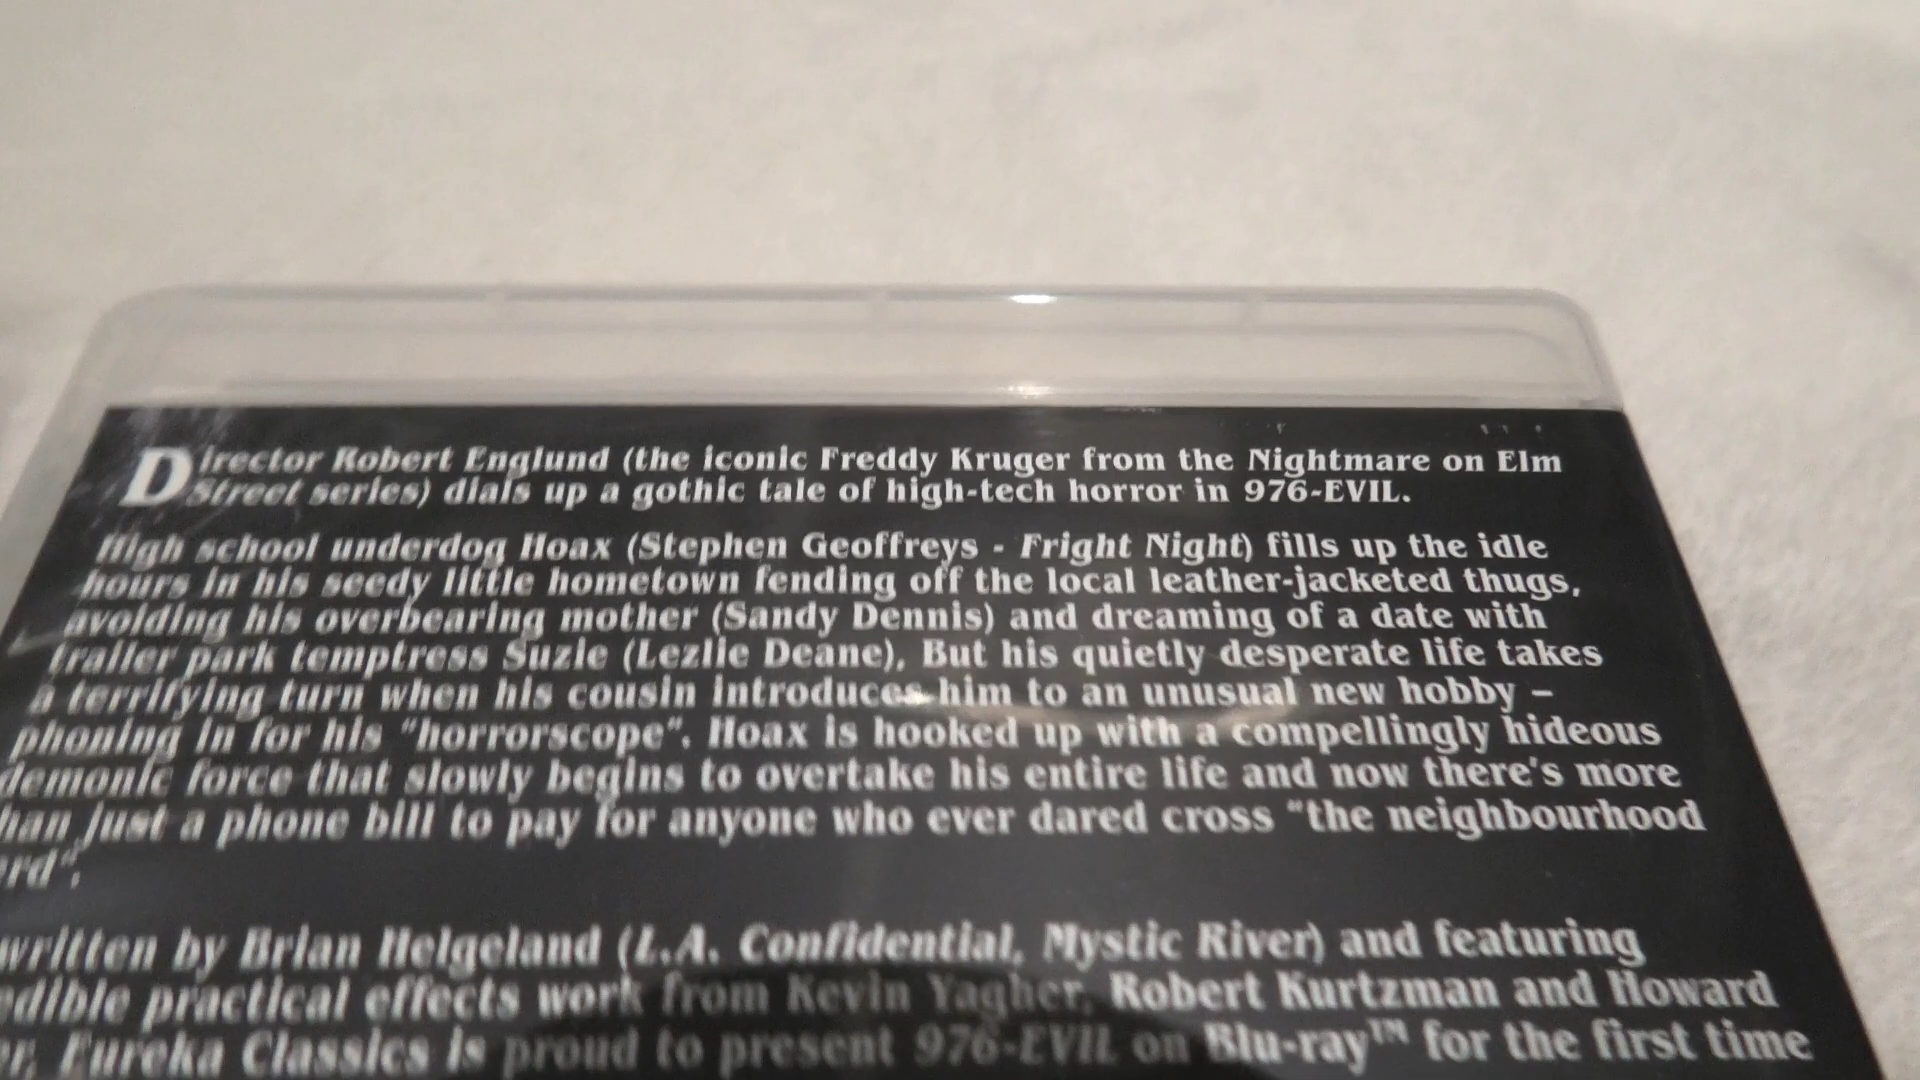 Director Robert Englund (the iconic Freddy Kruger from the Nightmare on Elm
Street series) dials up a gothic tale of high-tech horror in 976-EVIL.
High school underdog Hoax (Stephen Geoffreys - Fright Night) fills up the idle
hours in his seedy little hometown fending off the local leather-jacketed thugs,
avoiding his overbearing mother (Sandy Dennis) and dreaming of a date with
trailer park temptress Suzie (Lezlie Deane). But his quietly desperate life takes
a terrifying turn when his cousin introduces him to an unusual new hobby –
phoning in for his "horrorscope". Hoax is hooked up with a compellingly hideous
demonic force that slowly begins to overtake his entire life and now there's more
han just a phone bill to pay for anyone who ever dared cross "the neighbourhood
erd".
written by Brian Helgeland (L.A. Confidential, Mystic River) and featuring
edible practical effects work from Kevin Yagher, Robert Kurtzman and Howard
er, Eureka Classics is proud to present 976-EVIL on Blu-ray™ for the first time